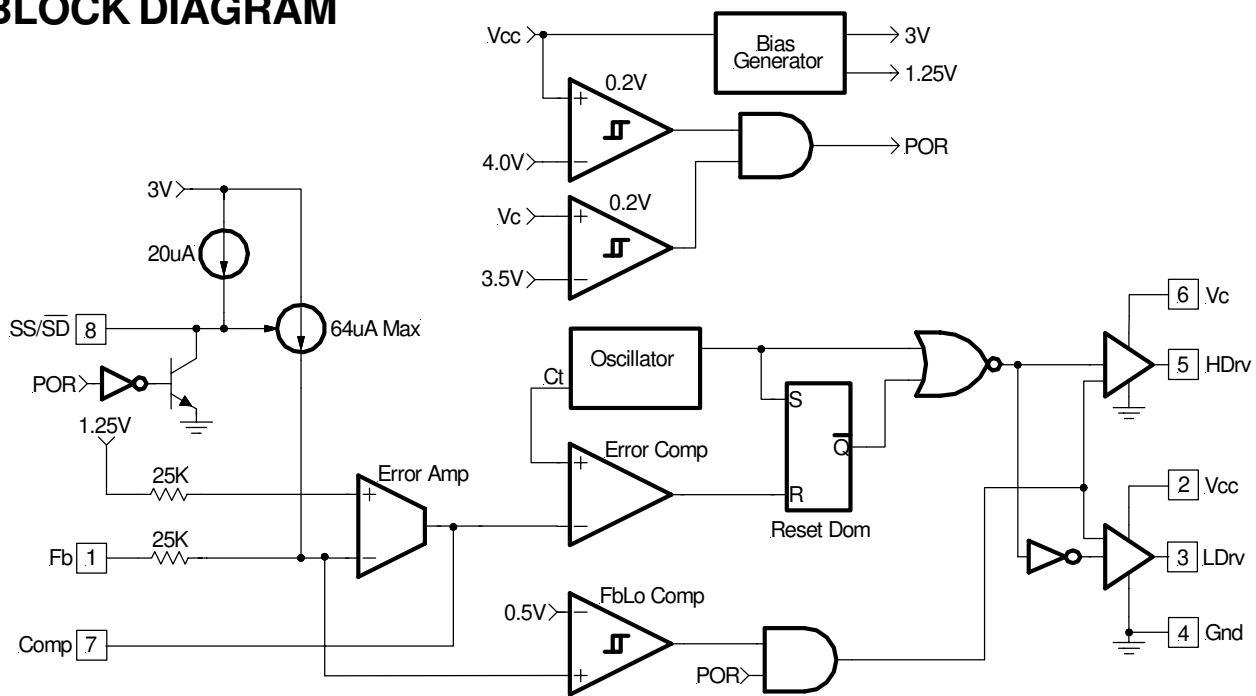 BLOCK DIAGRAM
Vcc
Bias
Generator
3V
1.25V
0.2V
+
4.0V
−
POR
0.2V
Vc
+
3.5V
−
3V
20uA
SS/S̅D̅
8
64uA Max
POR
1.25V
25K
Error Amp
+
Fb
1
25K
−
Comp
7
Oscillator
Ct
Error Comp
+
−
S
Q̅
R
Reset Dom
FbLo Comp
0.5V
−
+
POR
6
Vc
5
HDrv
2
Vcc
3
LDrv
4
Gnd